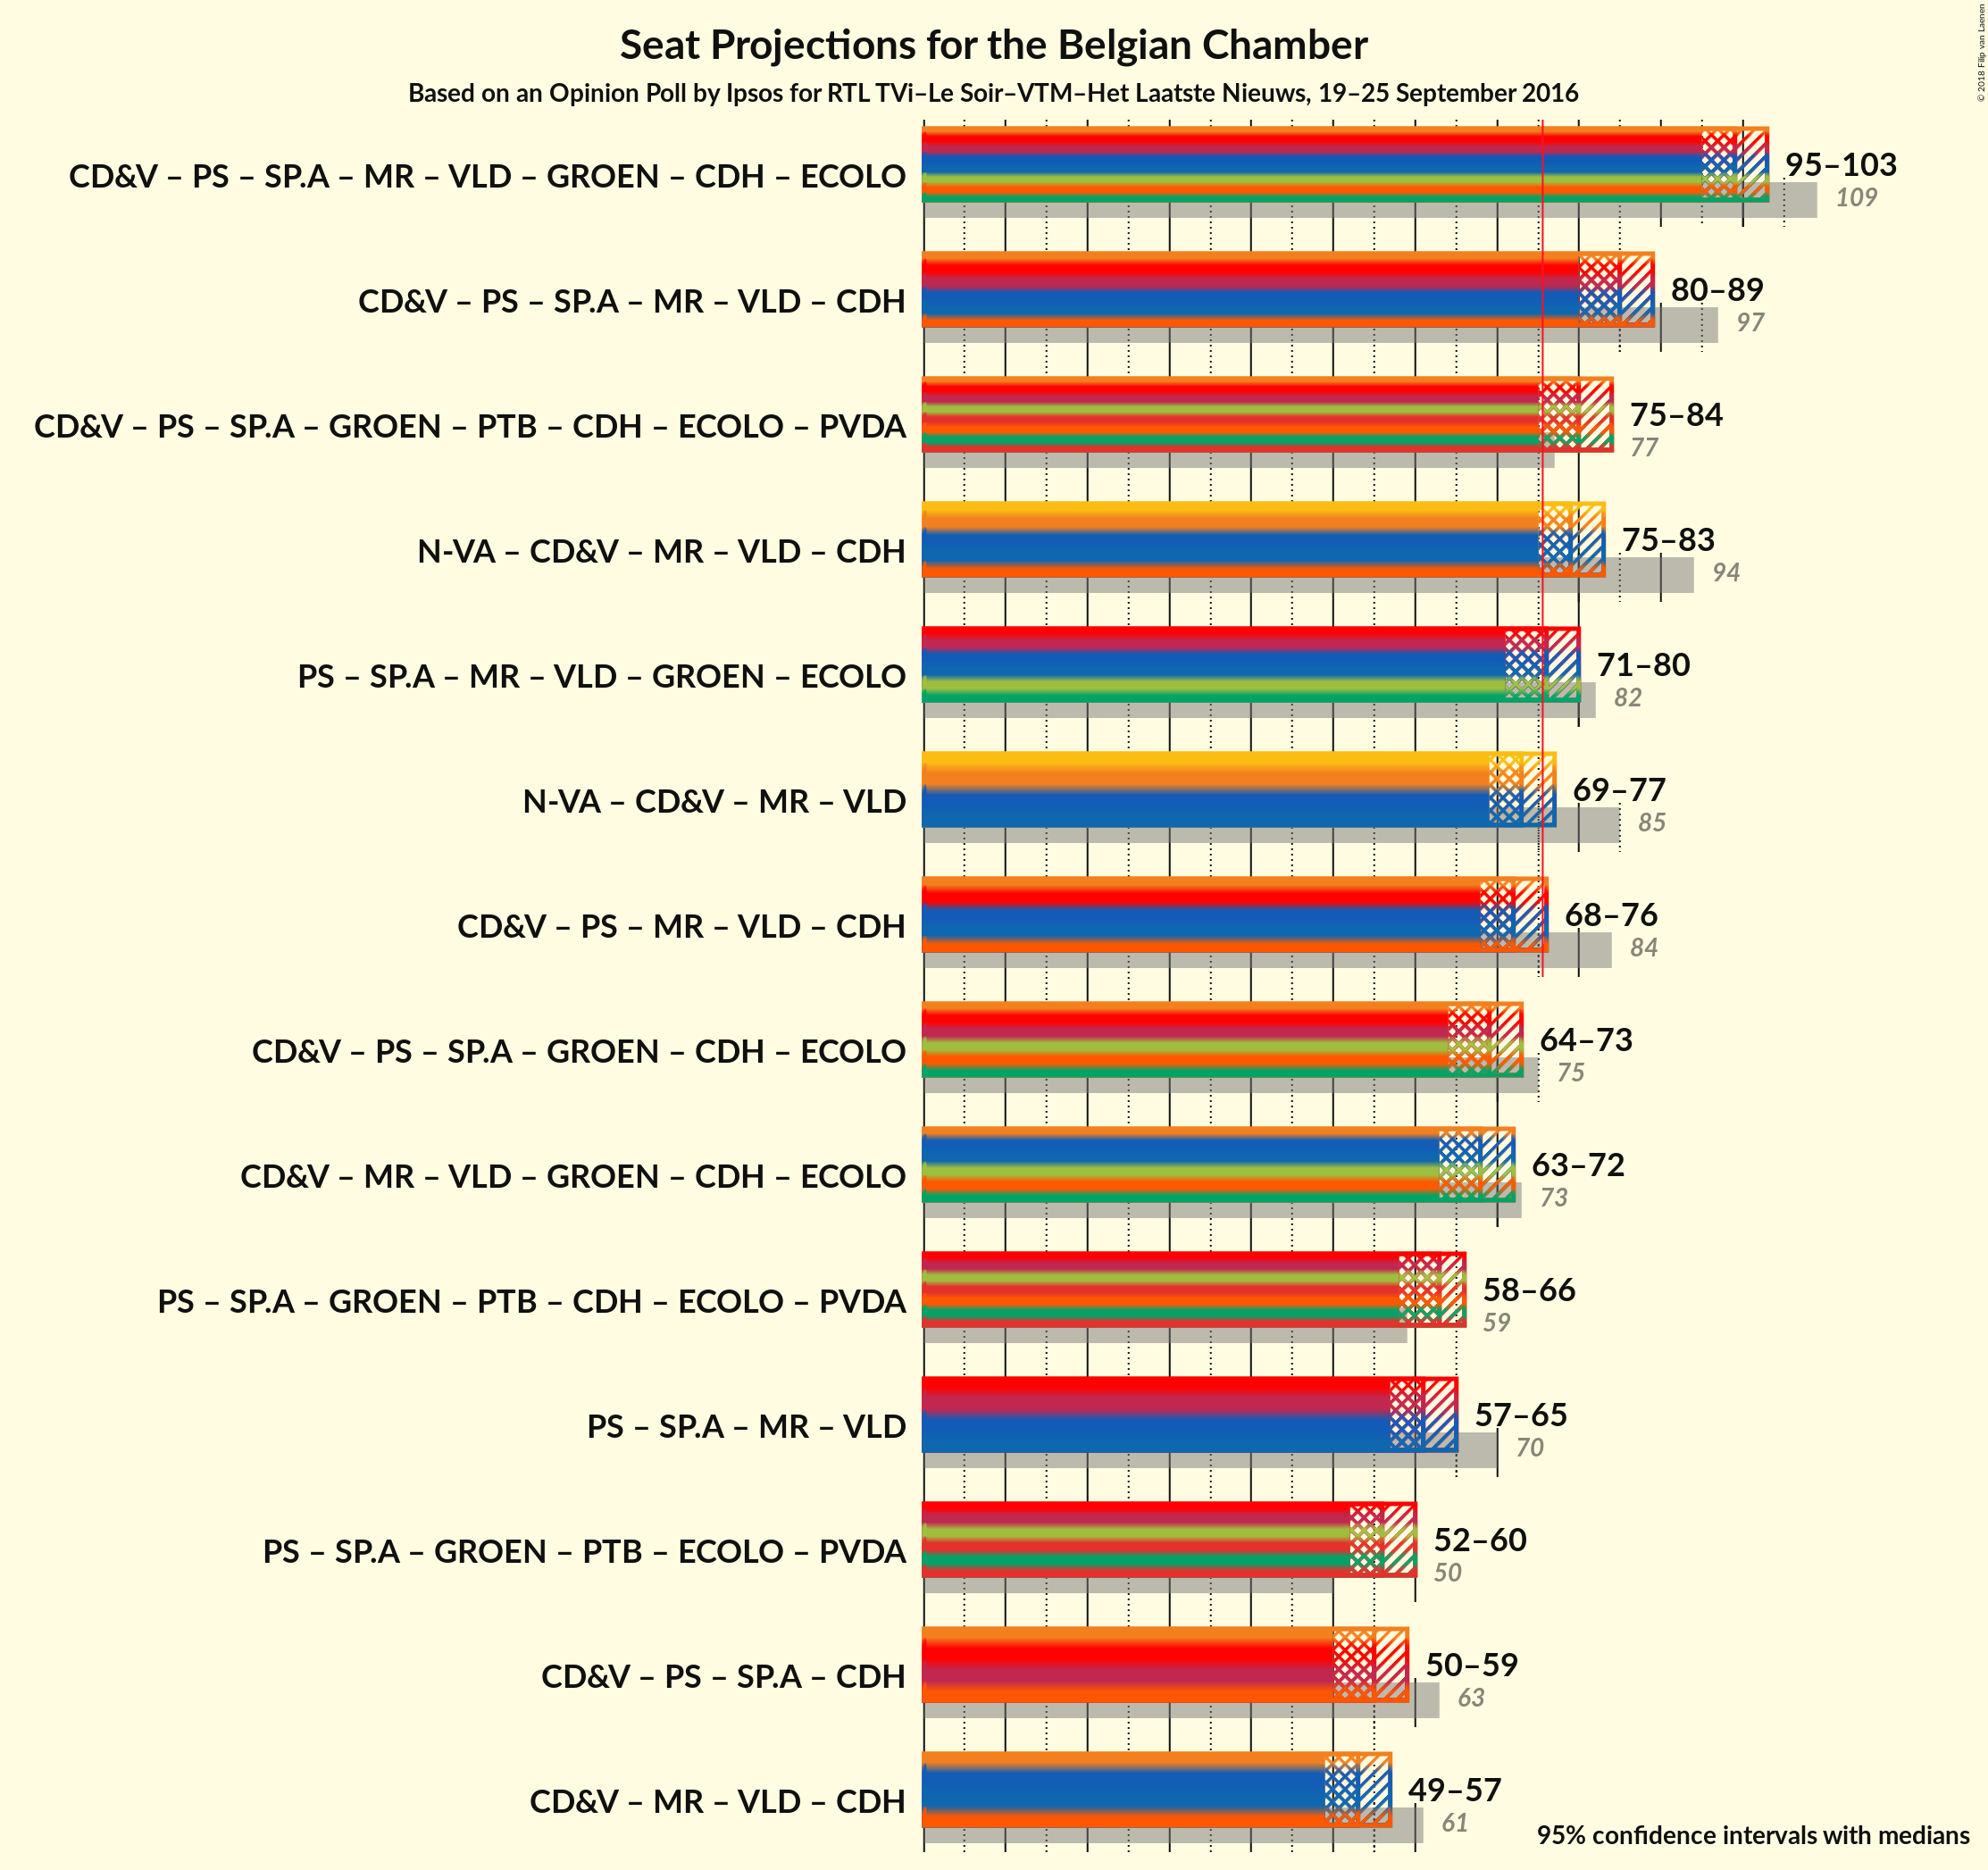 Seat Projections for the Belgian Chamber
Based on an Opinion Poll by Ipsos for RTL TVi–Le Soir–VTM–Het Laatste Nieuws, 19–25 September 2016
© 2018 Filip van Laenen
CD&V – PS – SP.A – MR – VLD – GROEN – CDH – ECOLO
95–103
109
CD&V – PS – SP.A – MR – VLD – CDH
80–89
97
CD&V – PS – SP.A – GROEN – PTB – CDH – ECOLO – PVDA
75–84
77
N-VA – CD&V – MR – VLD – CDH
75–83
94
PS – SP.A – MR – VLD – GROEN – ECOLO
71–80
82
N-VA – CD&V – MR – VLD
69–77
85
CD&V – PS – MR – VLD – CDH
68–76
84
CD&V – PS – SP.A – GROEN – CDH – ECOLO
64–73
75
CD&V – MR – VLD – GROEN – CDH – ECOLO
63–72
73
PS – SP.A – GROEN – PTB – CDH – ECOLO – PVDA
58–66
59
PS – SP.A – MR – VLD
57–65
70
PS – SP.A – GROEN – PTB – ECOLO – PVDA
52–60
50
CD&V – PS – SP.A – CDH
50–59
63
CD&V – MR – VLD – CDH
49–57
61
95% confidence intervals with medians